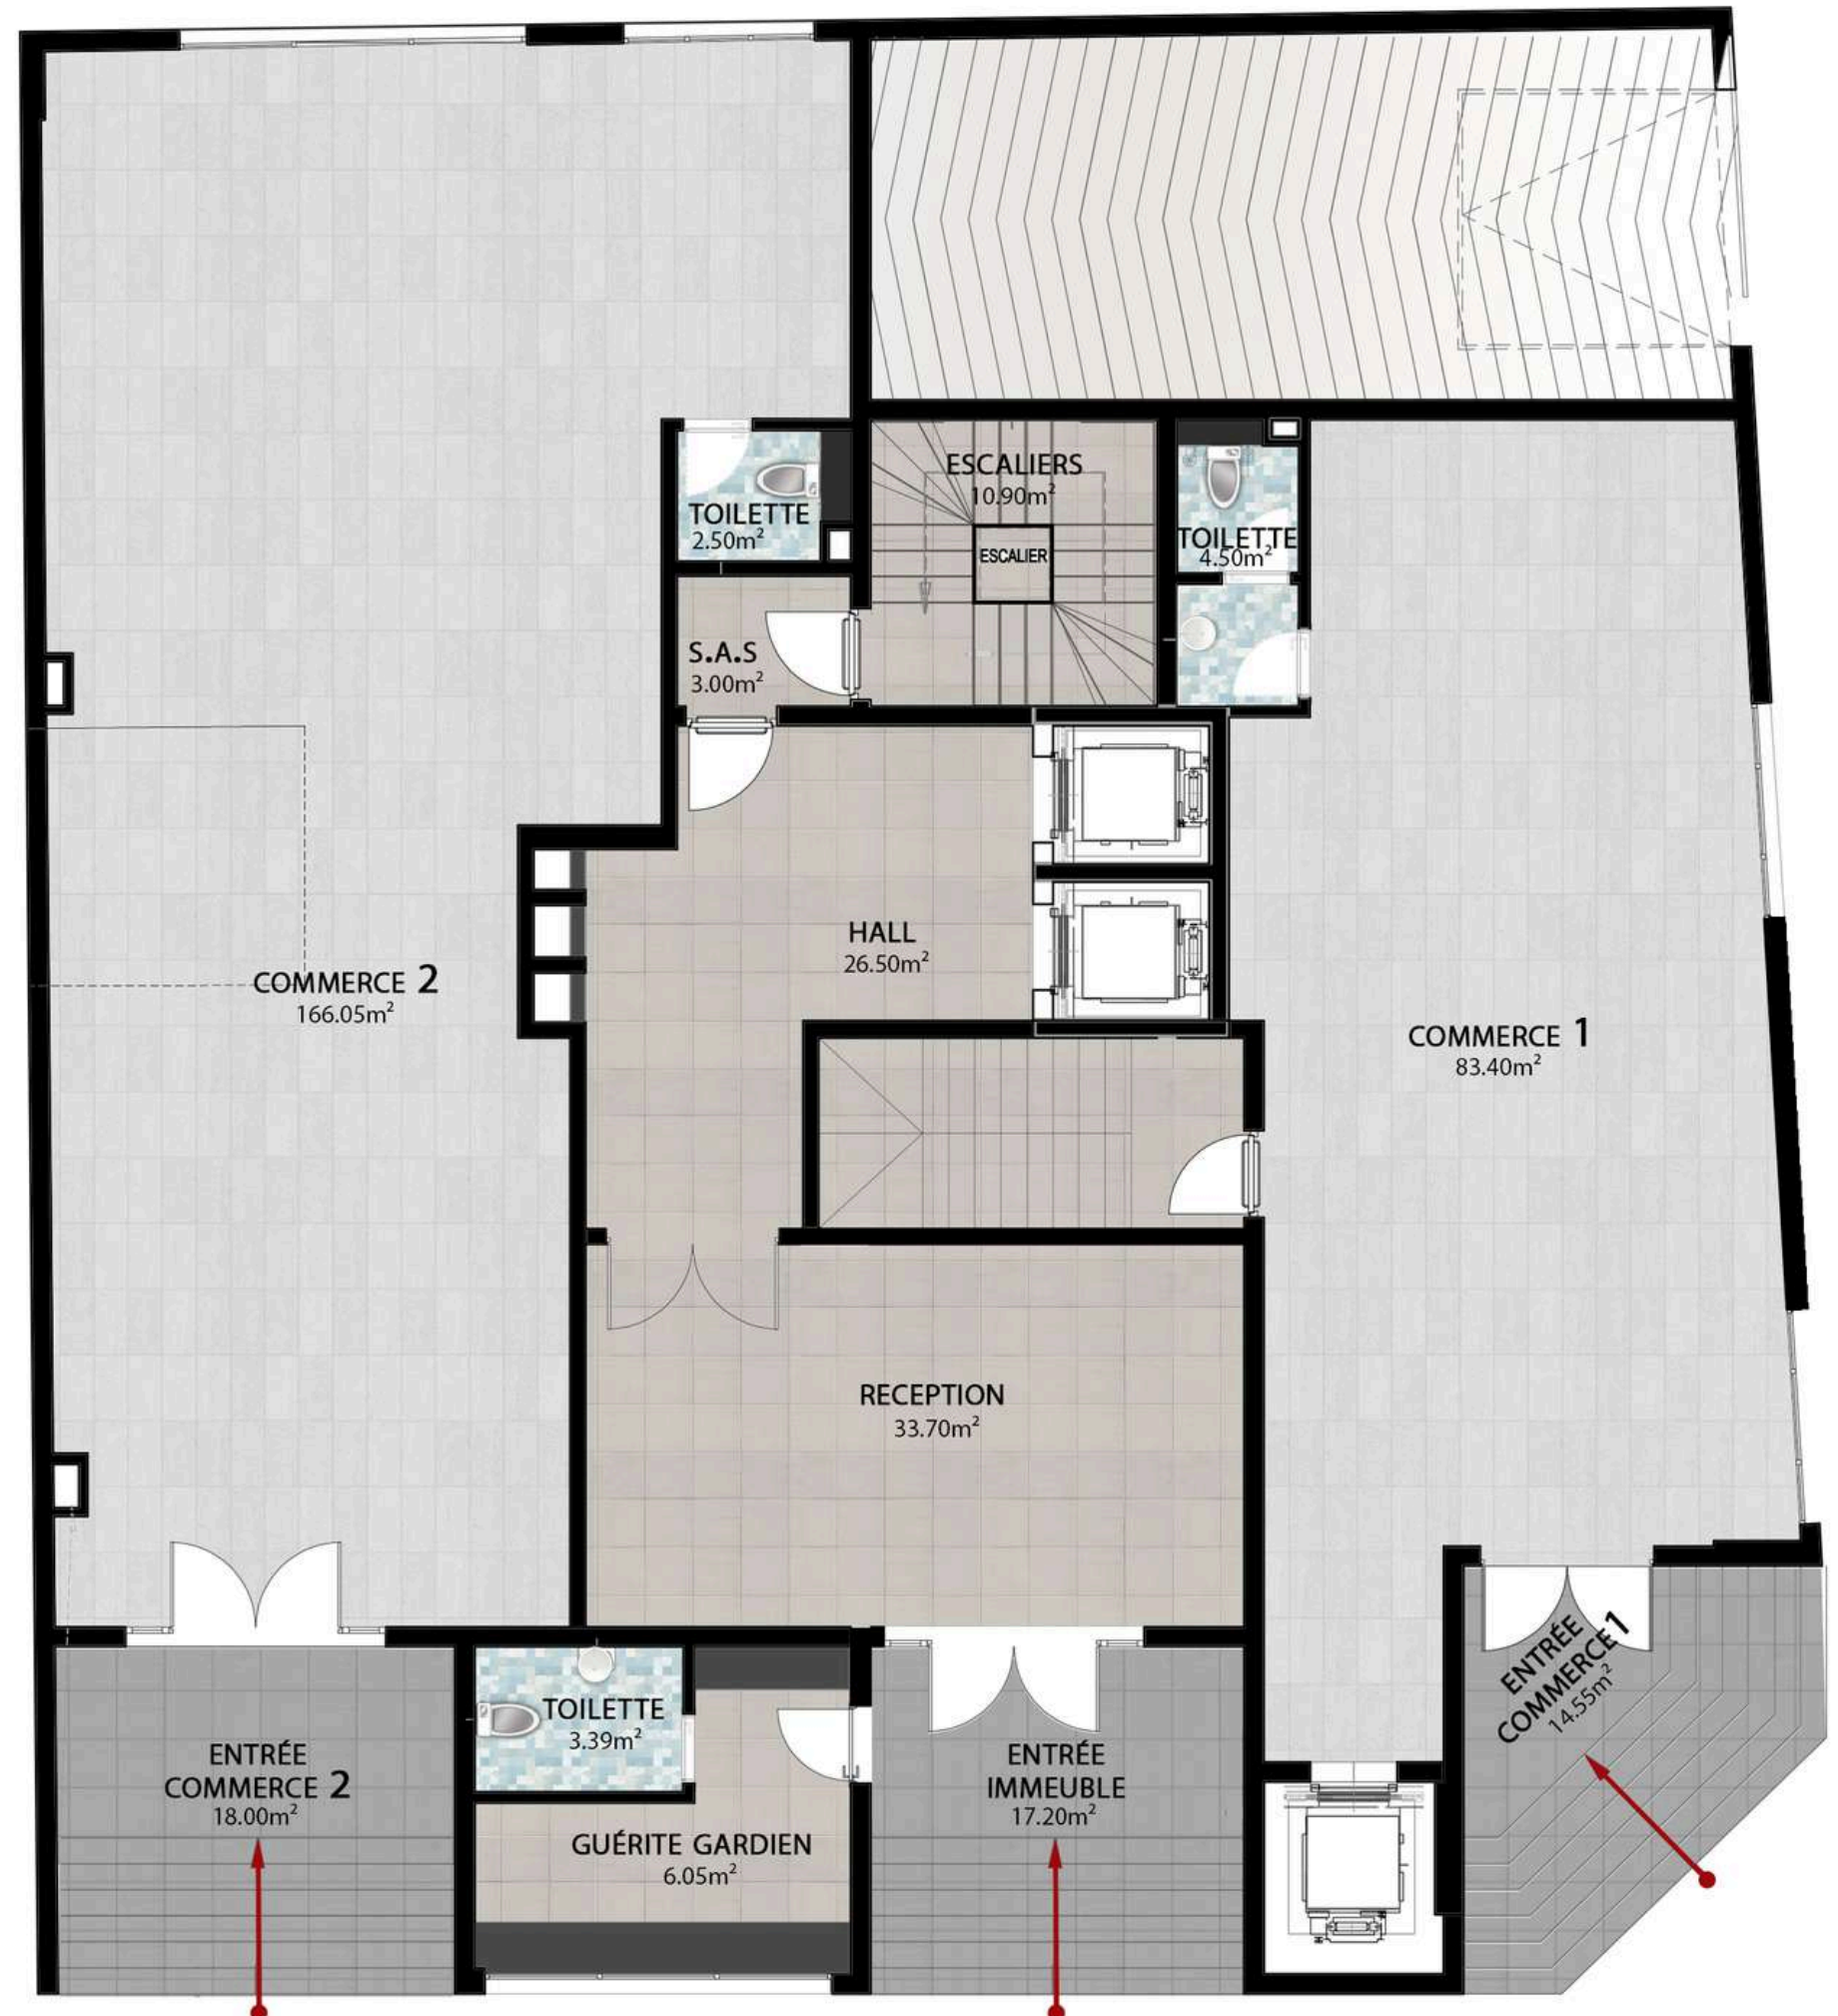 ESCALIERS
10.90m²
ESCALIER
TOILETTE
2.50m²
TOILETTE
4.50m²
S.A.S
3.00m²
HALL
26.50m²
COMMERCE 2
166.05m²
COMMERCE 1
83.40m²
RECEPTION
33.70m²
ENTRÉE
COMMERCE 1
14.55m²
TOILETTE
3.39m²
ENTRÉE
COMMERCE 2
18.00m²
ENTRÉE
IMMEUBLE
17.20m²
GUÉRITE GARDIEN
6.05m²